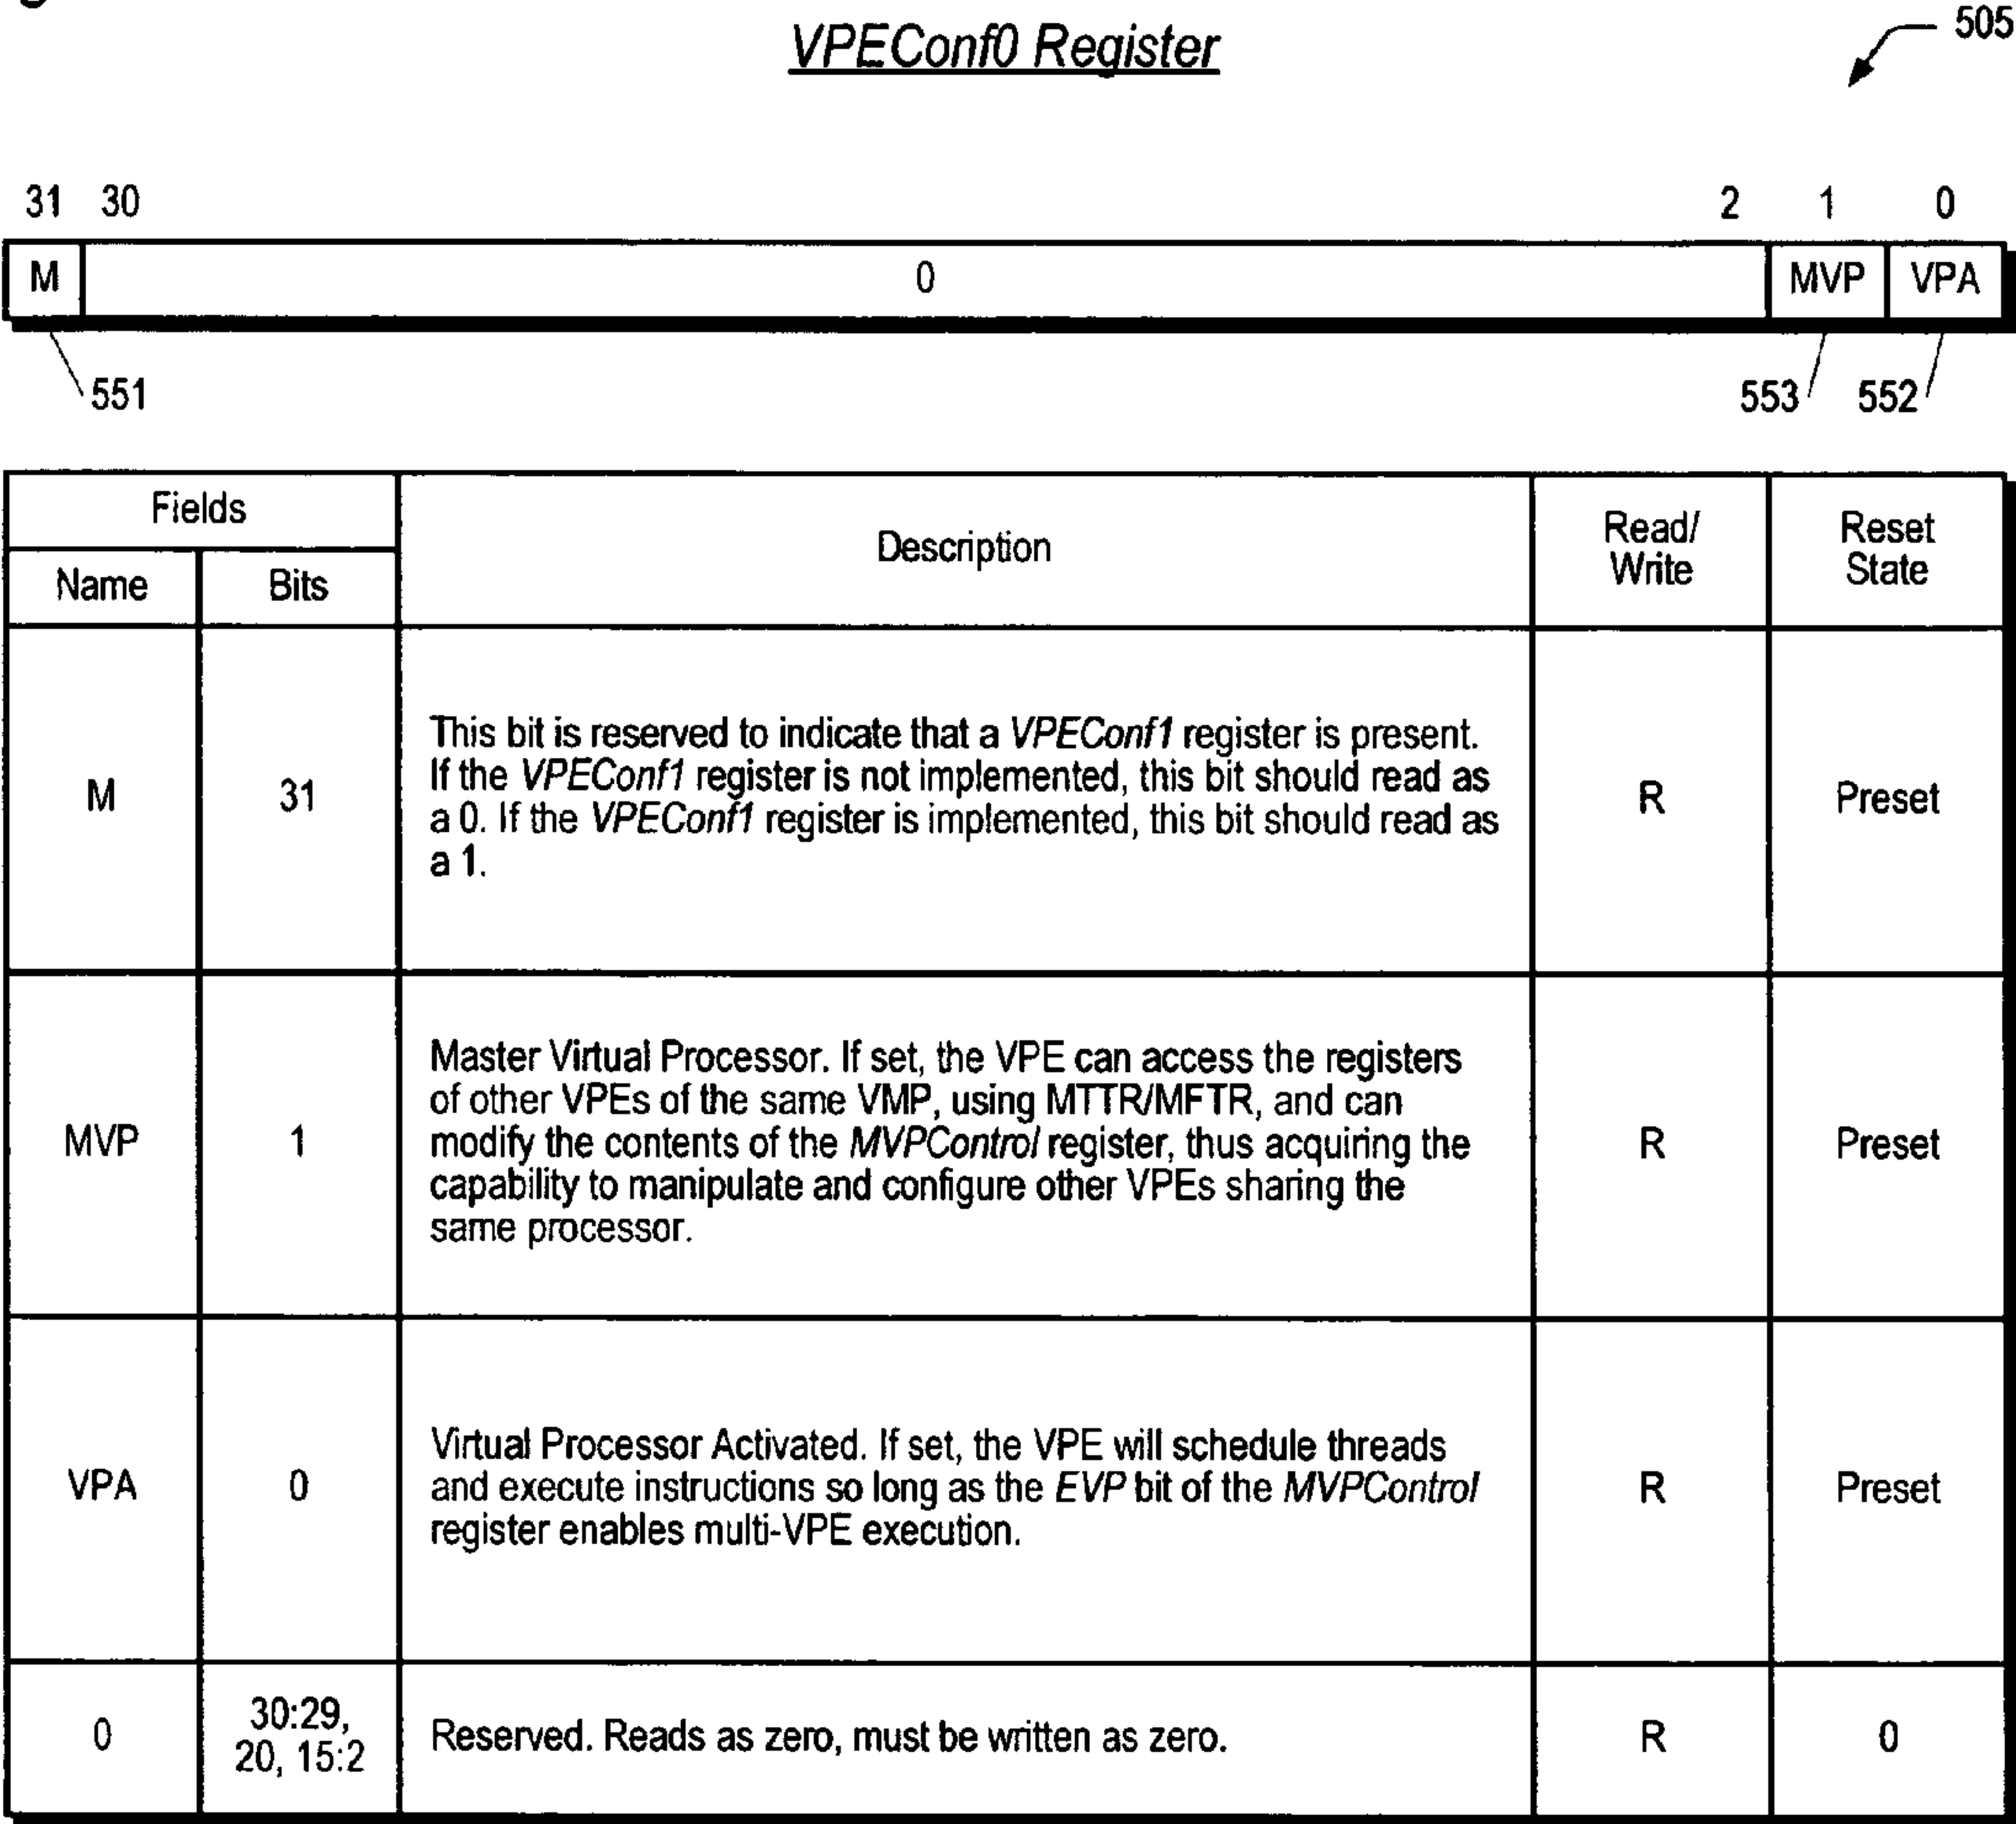 VPEConf0 Register
505
31 30 2 1 0
M 0 MVP VPA
551 553 552
Fields
Name Bits
Description
Read/
Write
Reset
State
M 31
This bit is reserved to indicate that a VPEConf1 register is present.
If the VPEConf1 register is not implemented, this bit should read as
a 0. If the VPEConf1 register is implemented, this bit should read as
a 1.
R Preset
MVP 1
Master Virtual Processor. If set, the VPE can access the registers
of other VPEs of the same VMP, using MTTR/MFTR, and can
modify the contents of the MVPControl register, thus acquiring the
capability to manipulate and configure other VPEs sharing the
same processor.
R Preset
VPA 0
Virtual Processor Activated. If set, the VPE will schedule threads
and execute instructions so long as the EVP bit of the MVPControl
register enables multi-VPE execution.
R Preset
0
30:29,
20, 15:2
Reserved. Reads as zero, must be written as zero.
R 0